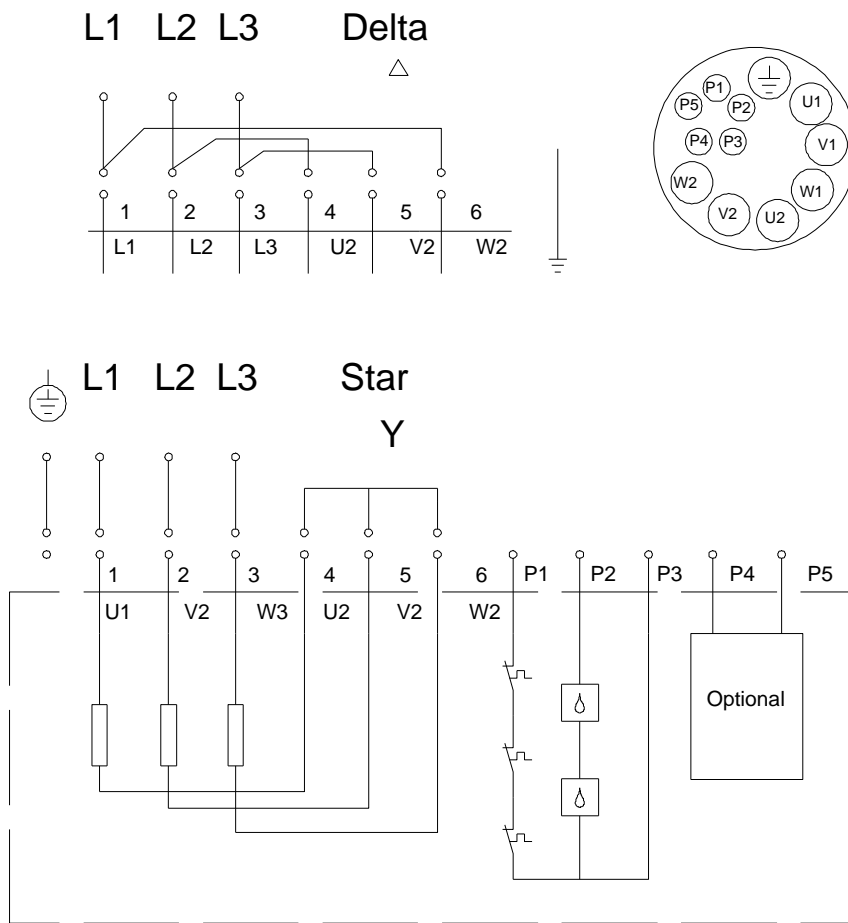 L1 L2 L3 Delta
P1
P5
P2
U1
P4 P3
V1
W2
W1
V2
U2
1 2 3 4 5 6
L1 L2 L3 U2 V2 W2
L1 L2 L3 Star
Y
1 2 3 4 5 6 P1 P2 P3 P4 P5
U1 V2 W3 U2 V2 W2
Optional